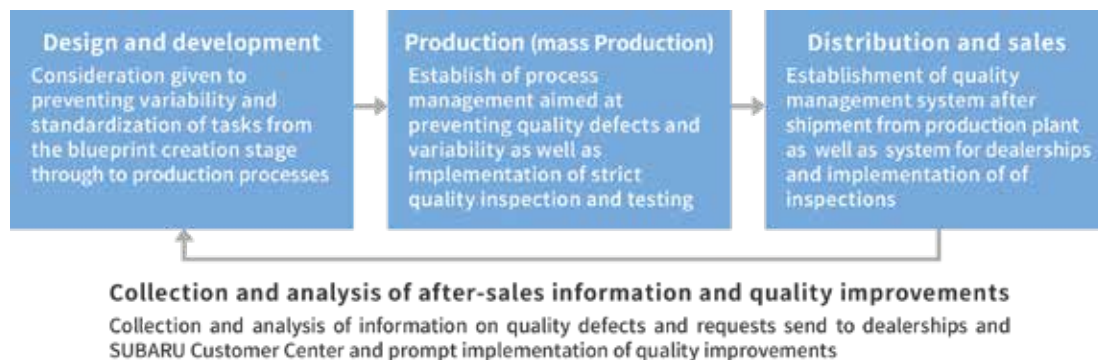 Design and development
Consideration given to
preventing variability and
standardization of tasks from
the blueprint creation stage
through to production processes
Production (mass Production)
Establish of process
management aimed at
preventing quality defects and
variability as well as
implementation of strict
quality inspection and testing
Distribution and sales
Establishment of quality
management system after
shipment from production plant
as well as system for dealerships
and implementation of of
inspections
Collection and analysis of after-sales information and quality improvements
Collection and analysis of information on quality defects and requests send to dealerships and
SUBARU Customer Center and prompt implementation of quality improvements